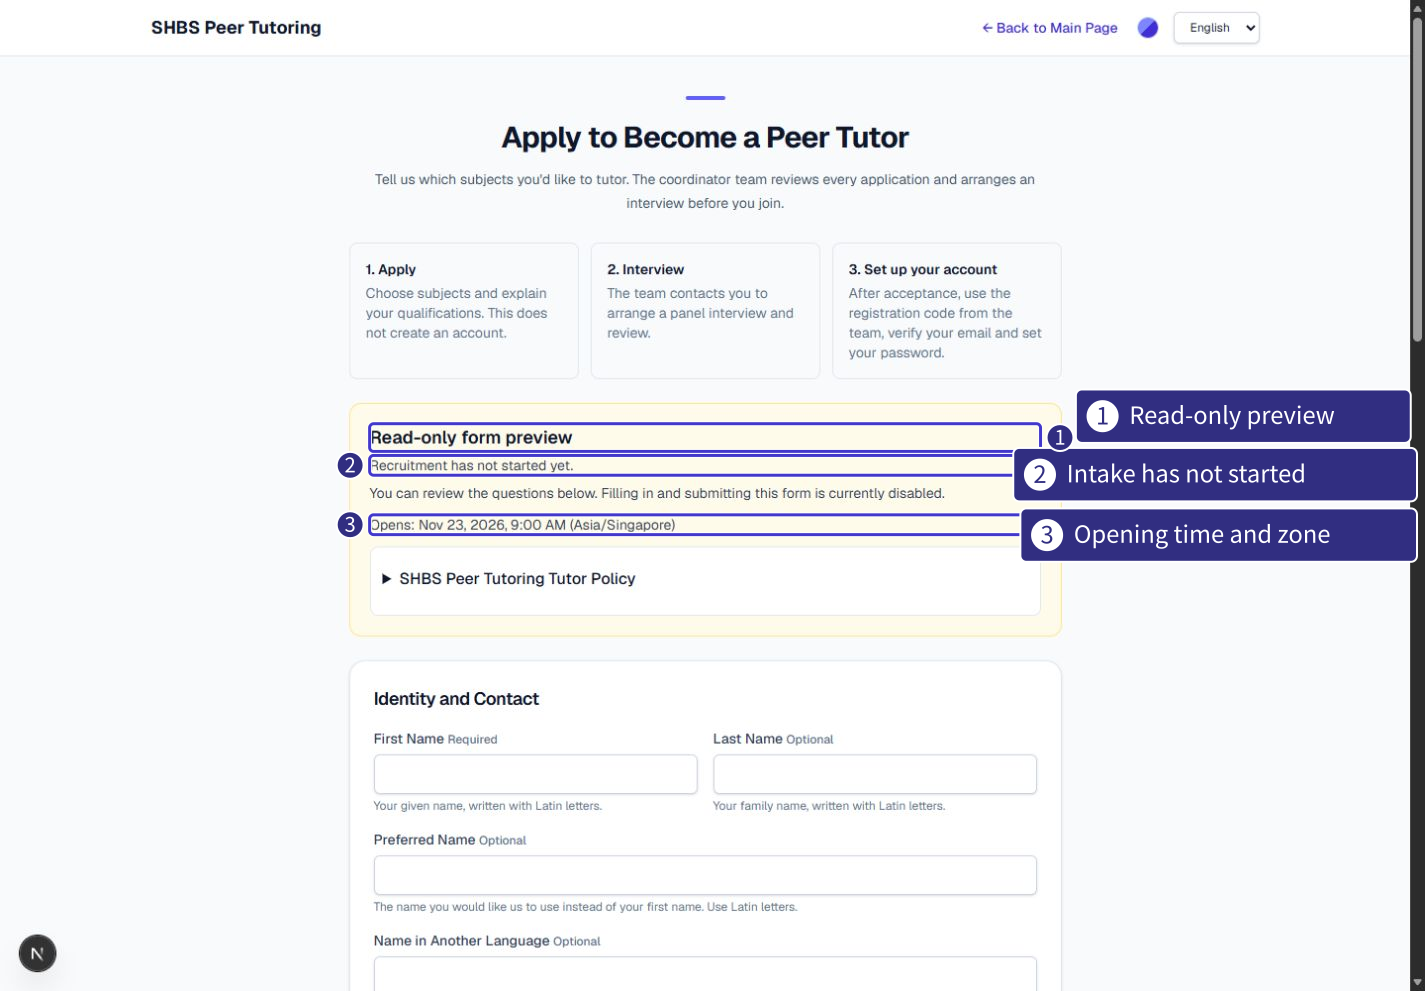 SHBS Peer Tutoring
← Back to Main Page
English
Apply to Become a Peer Tutor
Tell us which subjects you'd like to tutor. The coordinator team reviews every application and arranges an
interview before you join.
1. Apply
Choose subjects and explain
your qualifications. This does
not create an account.
2. Interview
The team contacts you to
arrange a panel interview and
review.
3. Set up your account
After acceptance, use the
registration code from the
team, verify your email and set
your password.
Read-only form preview
1
1 Read-only preview
2
Recruitment has not started yet.
2 Intake has not started
You can review the questions below. Filling in and submitting this form is currently disabled.
3
Opens: Nov 23, 2026, 9:00 AM (Asia/Singapore)
3 Opening time and zone
SHBS Peer Tutoring Tutor Policy
Identity and Contact
First Name Required
Your given name, written with Latin letters.
Last Name Optional
Your family name, written with Latin letters.
Preferred Name Optional
The name you would like us to use instead of your first name. Use Latin letters.
Name in Another Language Optional
N